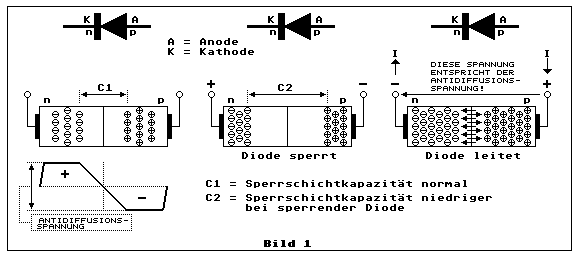 K A K A K A
n p n p n p
A = Anode
K = Kathode
I DIESE SPANNUNG I
ENTSPRICHT DER
ANTIDIFFUSIONS-
SPANNUNG!
C1 + C2 - - +
n p n p n p
Diode sperrt Diode leitet
+
-
ANTIDIFFUSIONS-
SPANNUNG
C1 = Sperrschichtkapazität normal
C2 = Sperrschichtkapazität niedriger
bei sperrender Diode
Bild 1